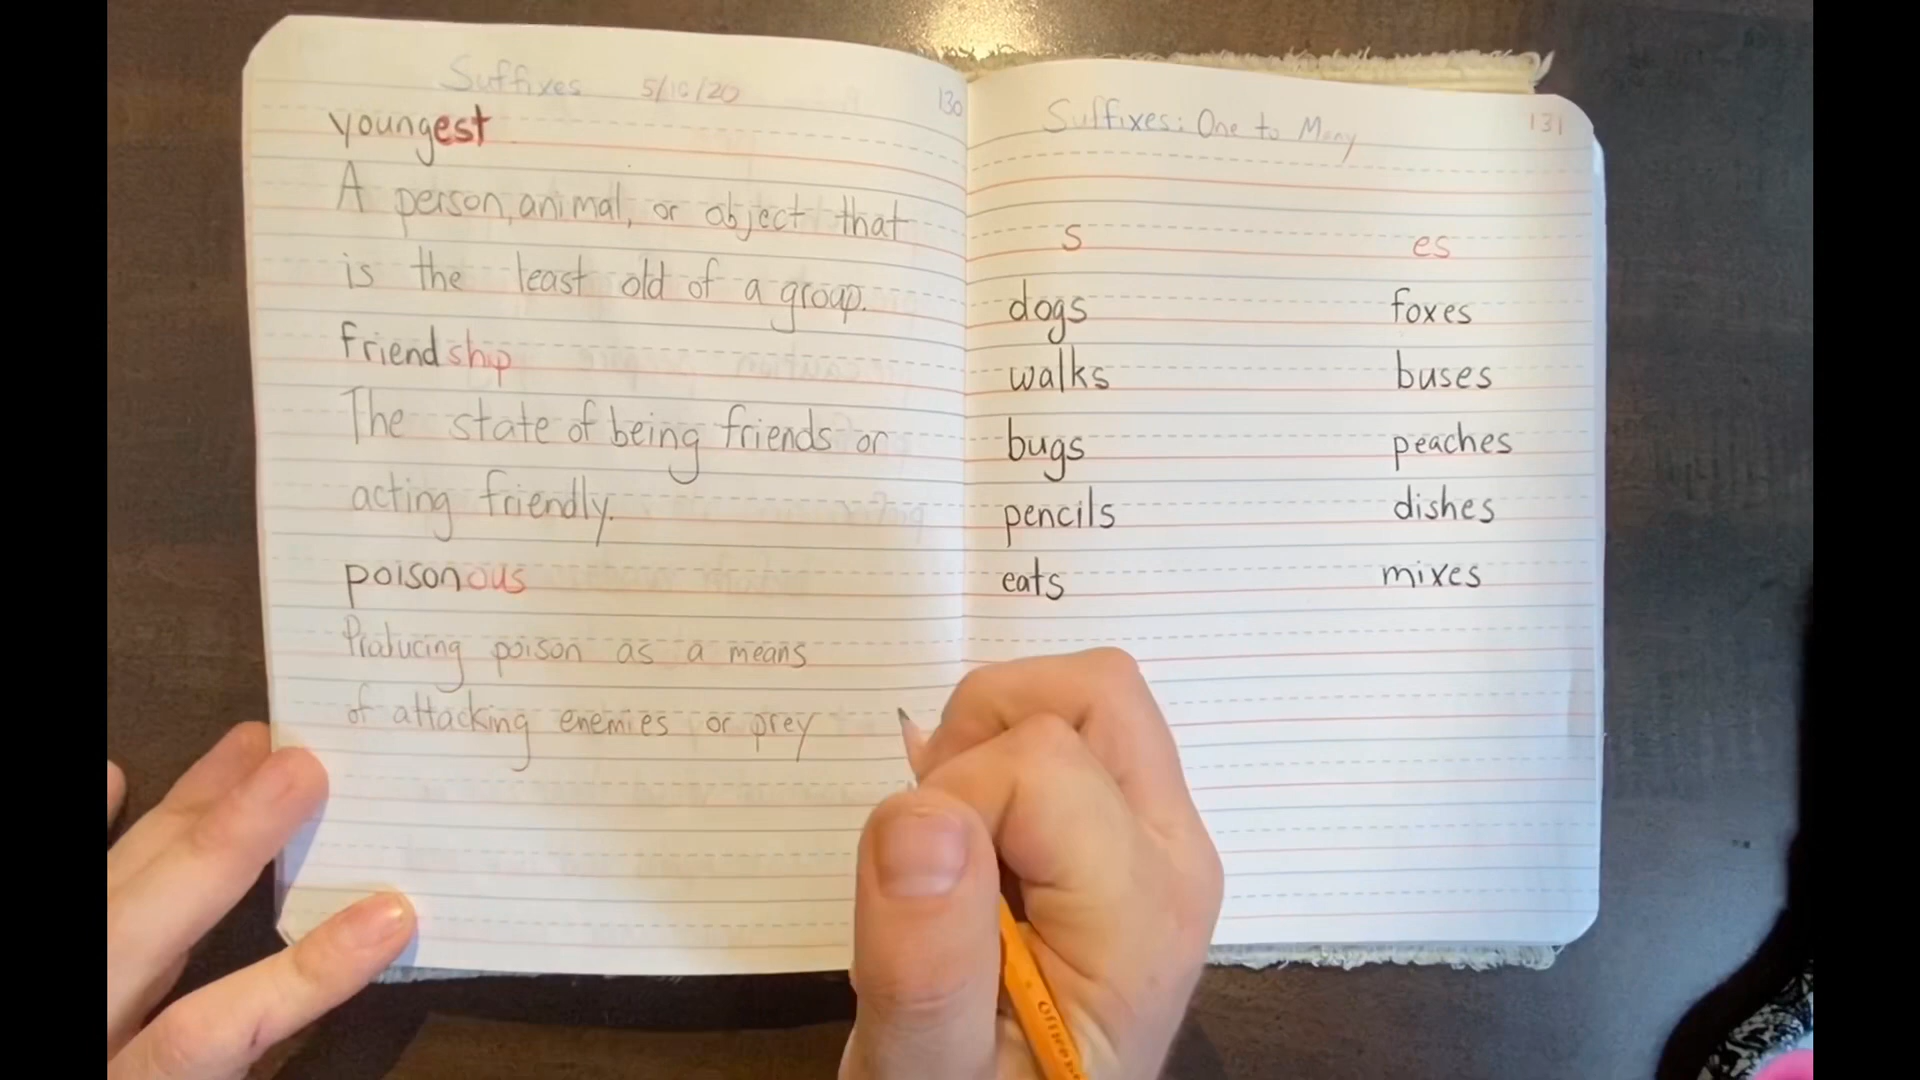 Suffixes 5/10/20 130
youngest
A person, animal, or object that
is the least old of a group.
friendship
The state of being friends or
acting friendly.
poisonous
Producing poison as a means
of attacking enemies or prey
Suffixes: One to Many 131
s es
dogs foxes
walks buses
bugs peaches
pencils dishes
eats mixes